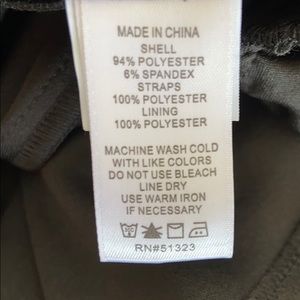 MADE IN CHINA
SHELL
94% POLYESTER
6% SPANDEX
STRAPS
100% POLYESTER
LINING
100% POLYESTER
MACHINE WASH COLD
WITH LIKE COLORS
DO NOT USE BLEACH
LINE DRY
USE WARM IRON
IF NECESSARY
RN#51323